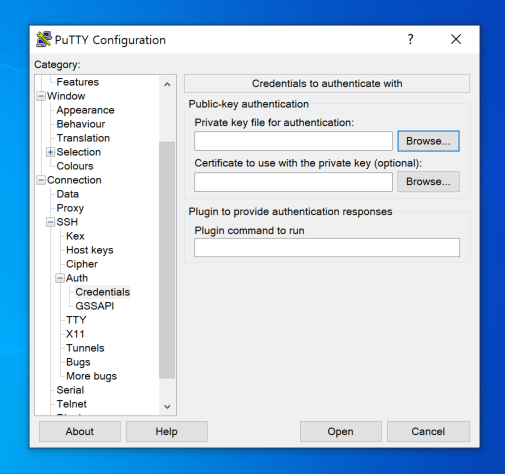 PuTTY Configuration
?
Category:
Features
Window
Appearance
Behaviour
Translation
Selection
Colours
Connection
Data
Proxy
SSH
Kex
Host keys
Cipher
Auth
Credentials
GSSAPI
TTY
X11
Tunnels
Bugs
More bugs
Serial
Telnet
Credentials to authenticate with
Public-key authentication
Private key file for authentication:
Browse...
Certificate to use with the private key (optional):
Browse...
Plugin to provide authentication responses
Plugin command to run
About Help Open Cancel